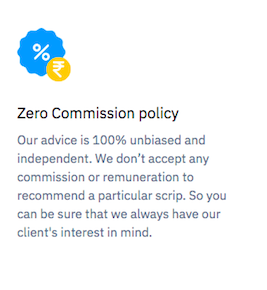 %
₹
Zero Commission policy
Our advice is 100% unbiased and
independent. We don’t accept any
commission or remuneration to
recommend a particular scrip. So you
can be sure that we always have our
client's interest in mind.